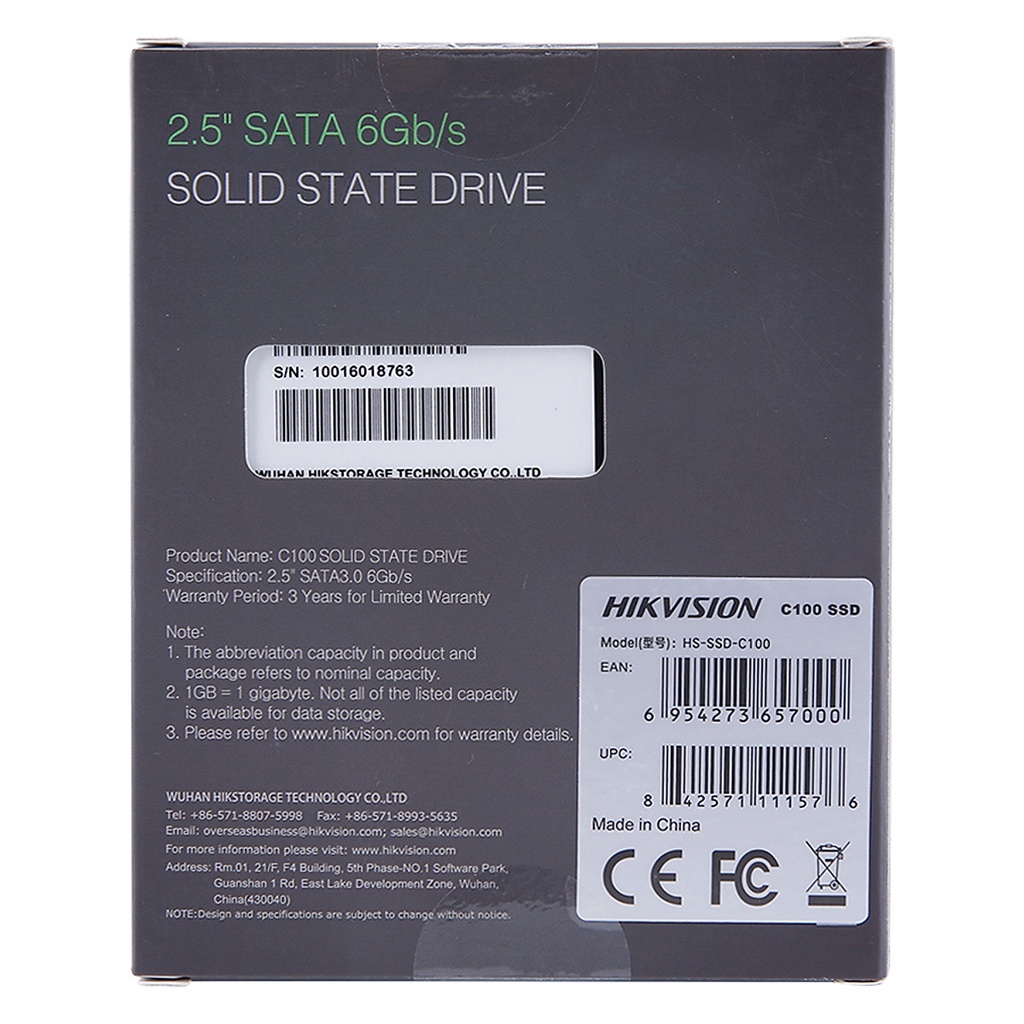 2.5" SATA 6Gb/s
SOLID STATE DRIVE
S/N: 10016018763
WUHAN HIKSTORAGE TECHNOLOGY CO.,LTD
Product Name: C100 SOLID STATE DRIVE
Specification: 2.5" SATA3.0 6Gb/s
Warranty Period: 3 Years for Limited Warranty
Note:
1. The abbreviation capacity in product and
package refers to nominal capacity.
2. 1GB = 1 gigabyte. Not all of the listed capacity
is available for data storage.
3. Please refer to www.hikvision.com for warranty details.
WUHAN HIKSTORAGE TECHNOLOGY CO.,LTD
Tel: +86-571-8807-5998 Fax: +86-571-8993-5635
Email: overseasbusiness@hikvision.com; sales@hikvision.com
For more information please visit: www.hikvision.com
Address: Rm.01, 21/F, F4 Building, 5th Phase-NO.1 Software Park,
Guanshan 1 Rd, East Lake Development Zone, Wuhan,
China(430040)
NOTE:Design and specifications are subject to change without notice.
HIKVISION C100 SSD
Model(型号): HS-SSD-C100
EAN:
6 954273 657000
UPC:
8 42571 11157 6
Made in China
CE FC